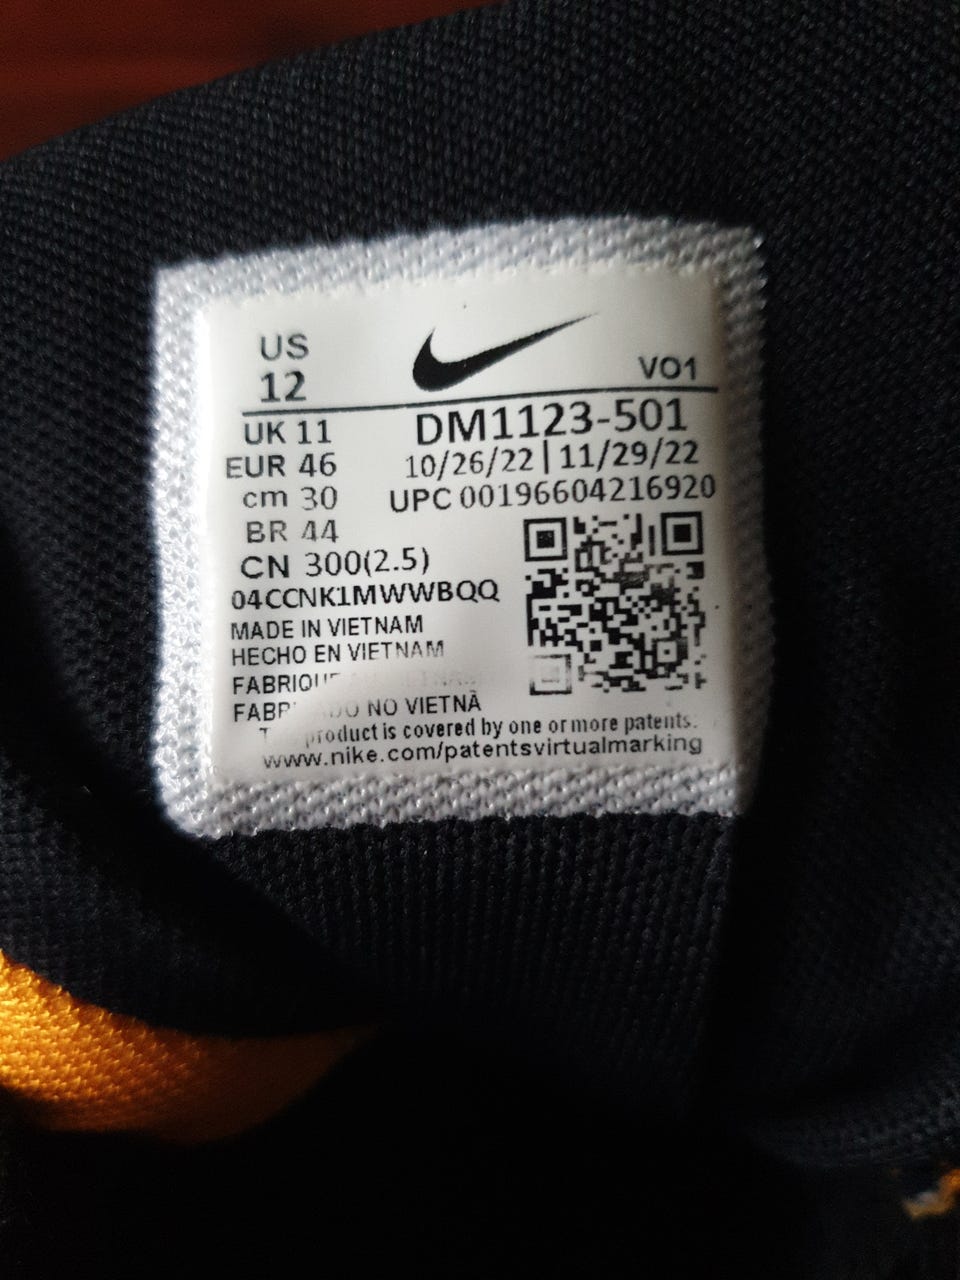 US
12
VO1
UK 11
EUR 46
cm 30
BR 44
CN 300(2.5)
DM1123-501
10/26/22 | 11/29/22
UPC 00196604216920
04CCNK1MWWBQQ
MADE IN VIETNAM
HECHO EN VIETNAM
NO VIETNÃ
product is covered by one or more patents:
www.nike.com/patentsvirtualmarking